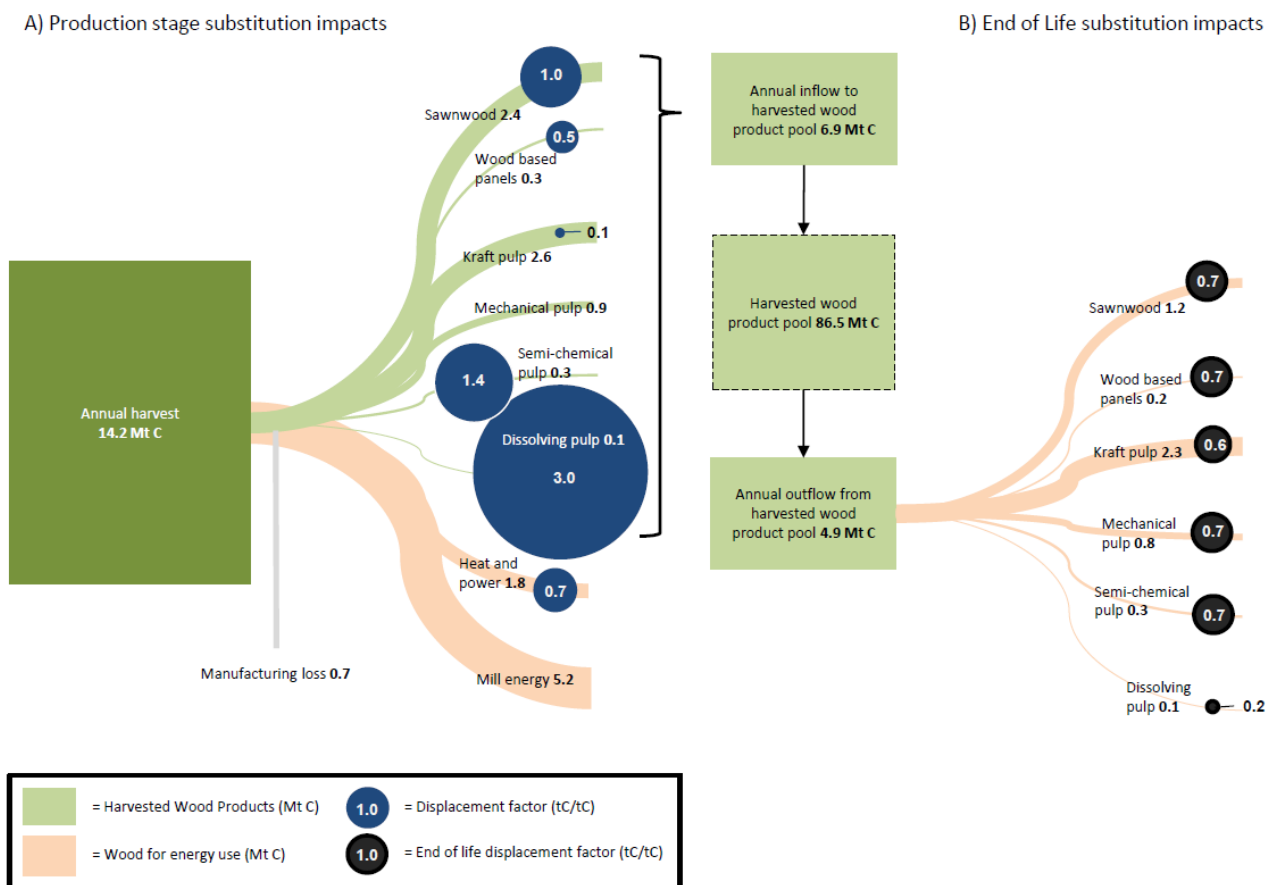 A) Production stage substitution impacts
B) End of Life substitution impacts
1.0
Sawnwood 2.4
0.5
Wood based
panels 0.3
0.1
Kraft pulp 2.6
Mechanical pulp 0.9
Semi-chemical
pulp 0.3
1.4
Dissolving pulp 0.1
3.0
Annual harvest
14.2 Mt C
Heat and
power 1.8
0.7
Manufacturing loss 0.7
Mill energy 5.2
Annual inflow to
harvested wood
product pool 6.9 Mt C
Harvested wood
product pool 86.5 Mt C
Annual outflow from
harvested wood
product pool 4.9 Mt C
0.7
Sawnwood 1.2
Wood based
panels 0.2
0.7
Kraft pulp 2.3
0.6
Mechanical
pulp 0.8
0.7
Semi-chemical
pulp 0.3
0.7
Dissolving
pulp 0.1
0.2
= Harvested Wood Products (Mt C)
1.0
= Displacement factor (tC/tC)
= Wood for energy use (Mt C)
1.0
= End of life displacement factor (tC/tC)